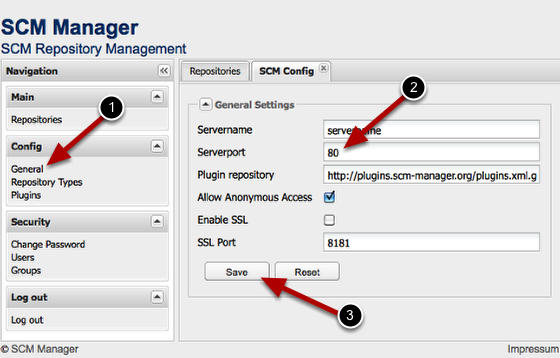 SCM Manager
SCM Repository Management
Navigation
Main
Repositories
Config
General
Repository Types
Plugins
Security
Change Password
Users
Groups
Log out
Log out
Repositories
SCM Config
General Settings
Servername
Serverport 80
Plugin repository http://plugins.scm-manager.org/plugins.xml.g
Allow Anonymous Access
Enable SSL
SSL Port 8181
Save Reset
1
2
3
© SCM Manager
Impressum